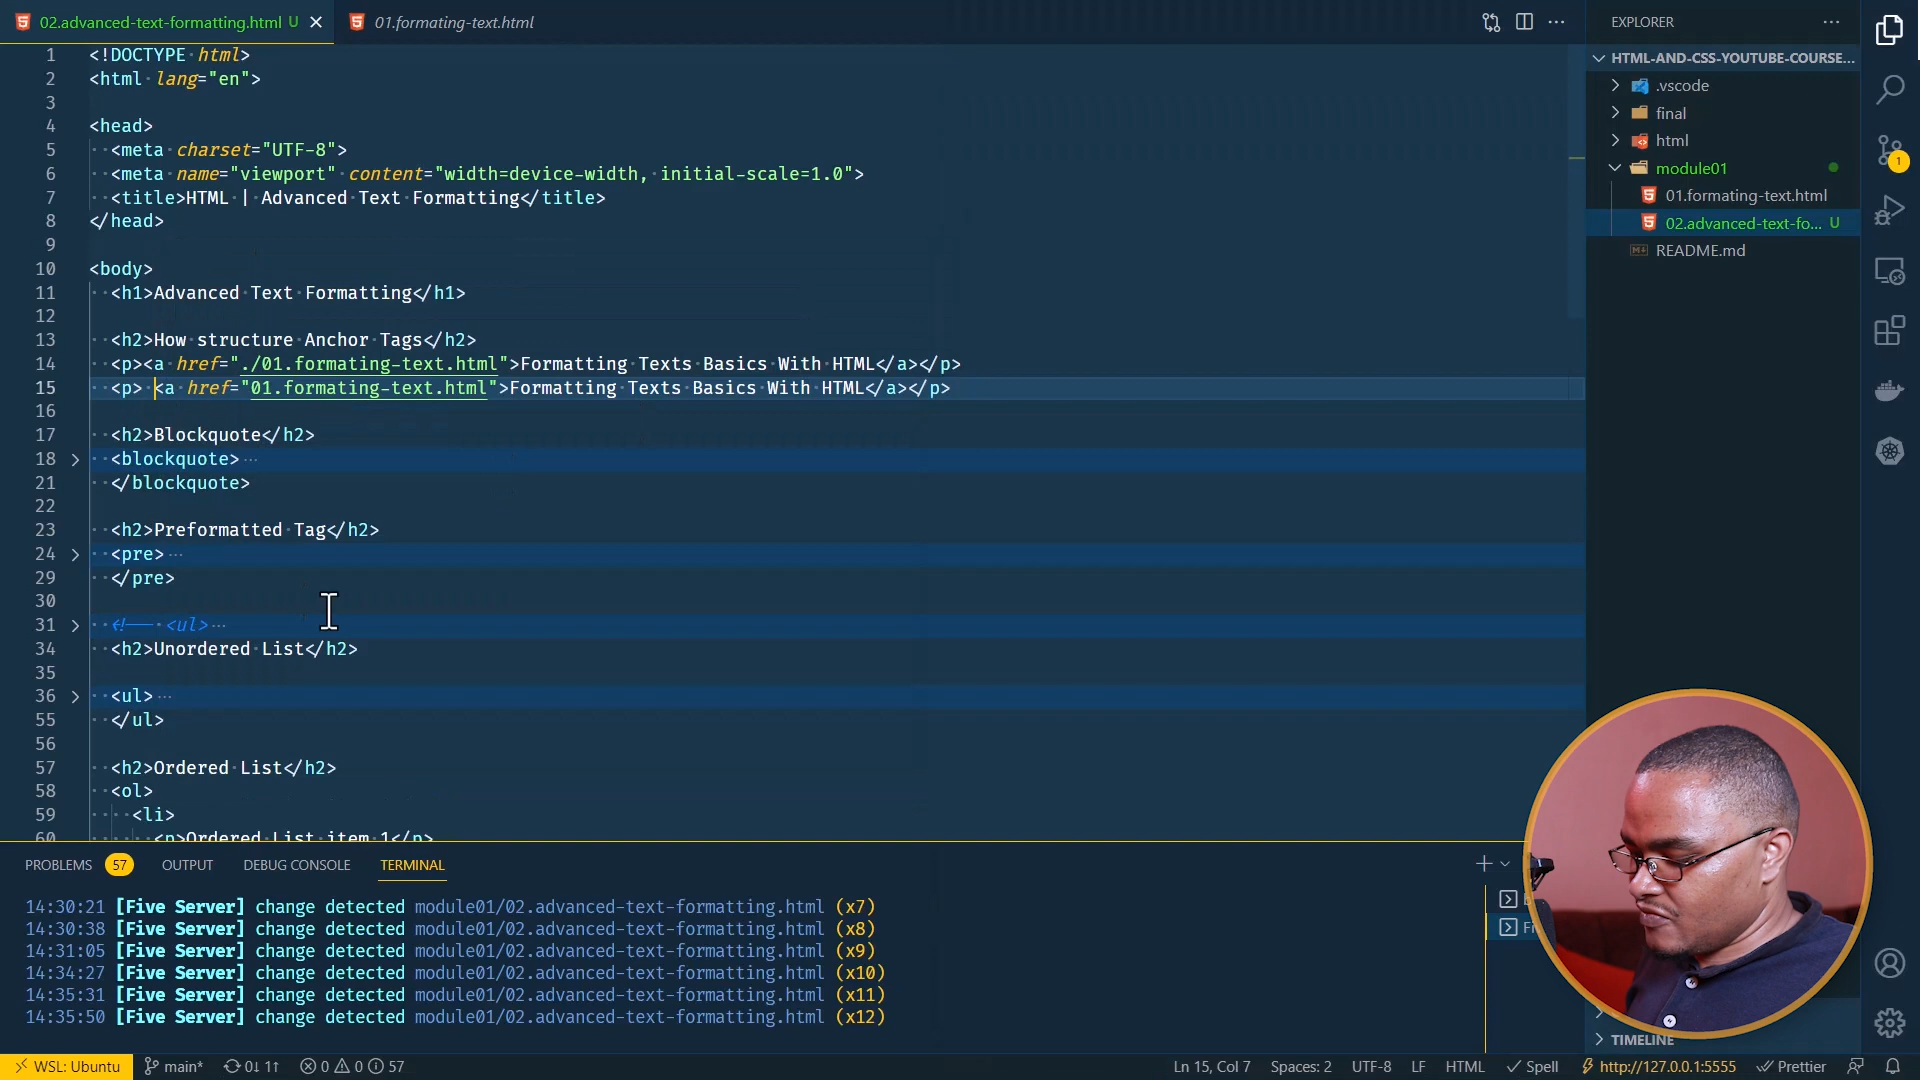 02.advanced-text-formatting.html U
01.formating-text.html
EXPLORER
1 <!DOCTYPE html>
2 <html lang="en">
3
4 <head>
5 <meta charset="UTF-8">
6 <meta name="viewport" content="width=device-width, initial-scale=1.0">
7 <title>HTML | Advanced Text Formatting</title>
8 </head>
9
10 <body>
11 <h1>Advanced Text Formatting</h1>
12
13 <h2>How structure Anchor Tags</h2>
14 <p><a href="./01.formating-text.html">Formatting Texts Basics With HTML</a></p>
15 <p> <a href="01.formating-text.html">Formatting Texts Basics With HTML</a></p>
16
17 <h2>Blockquote</h2>
18 <blockquote> ...
21 </blockquote>
22
23 <h2>Preformatted Tag</h2>
24 <pre> ...
29 </pre>
30
31 <!-- <ul> ...
34 <h2>Unordered List</h2>
35
36 <ul> ...
55 </ul>
56
57 <h2>Ordered List</h2>
58 <ol>
59 <li>
60 <p>Ordered List item 1</p>
HTML-AND-CSS-YOUTUBE-COURSE...
.vscode
final
html
module01
01.formating-text.html
02.advanced-text-fo... U
README.md
1
PROBLEMS 57 OUTPUT DEBUG CONSOLE TERMINAL
14:30:21 [Five Server] change detected module01/02.advanced-text-formatting.html (x7)
14:30:38 [Five Server] change detected module01/02.advanced-text-formatting.html (x8)
14:31:05 [Five Server] change detected module01/02.advanced-text-formatting.html (x9)
14:34:27 [Five Server] change detected module01/02.advanced-text-formatting.html (x10)
14:35:31 [Five Server] change detected module01/02.advanced-text-formatting.html (x11)
14:35:50 [Five Server] change detected module01/02.advanced-text-formatting.html (x12)
TIMELINE
WSL: Ubuntu main* 0↓ 1↑ 0 0 57
Ln 15, Col 7 Spaces: 2 UTF-8 LF HTML Spell http://127.0.0.1:5555 Prettier